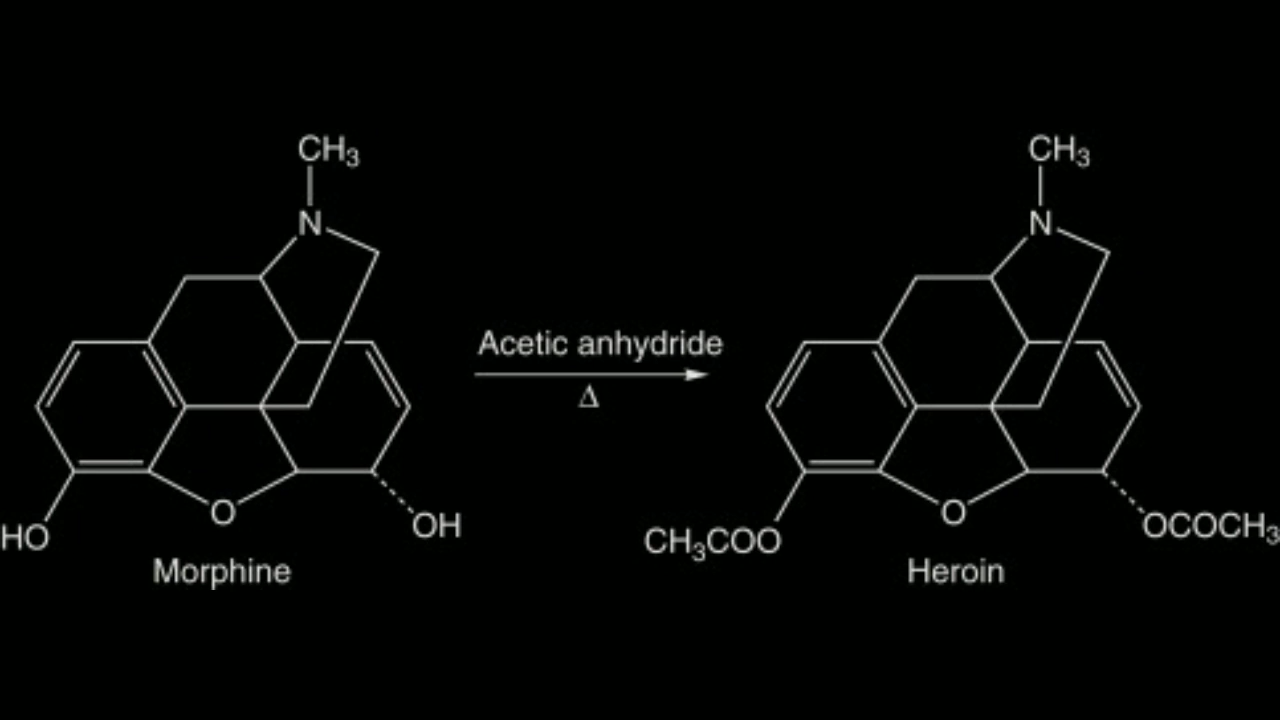 CH₃
N
HO
O
OH
Morphine
Acetic anhydride
Δ
CH₃
N
CH₃COO
O
OCOCH₃
Heroin